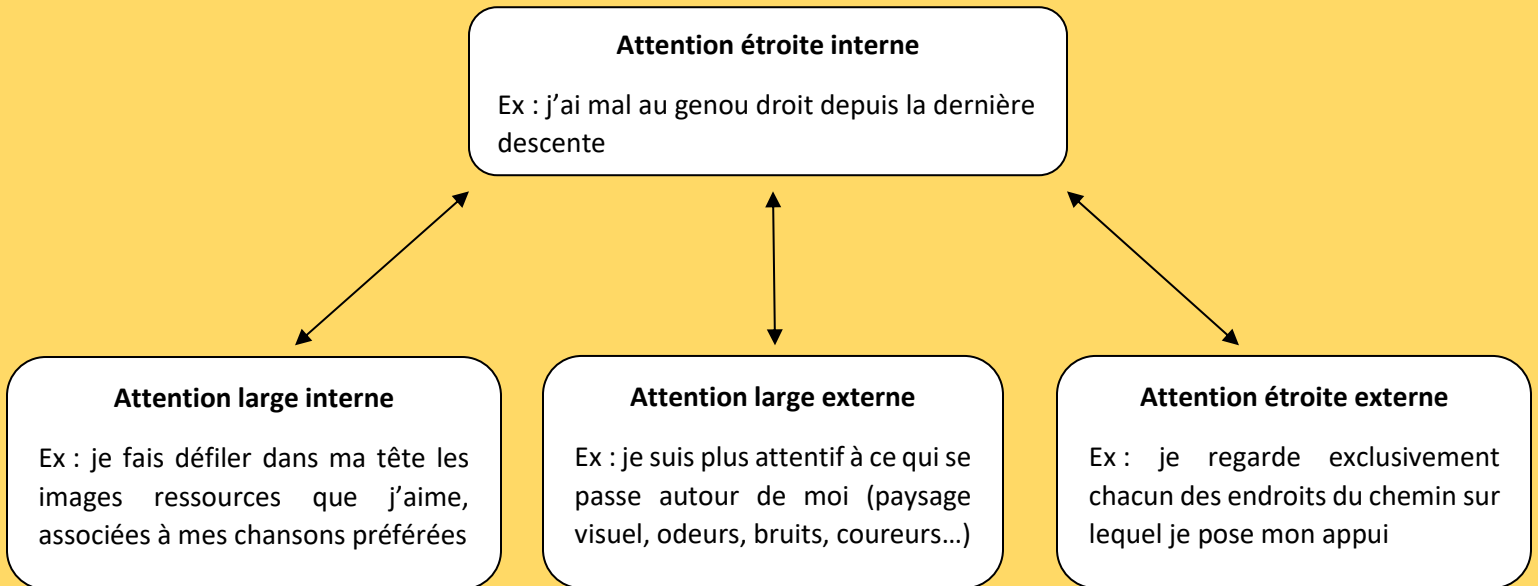 Attention étroite interne
Ex : j’ai mal au genou droit depuis la dernière
descente
Attention large interne
Ex : je fais défiler dans ma tête les
images ressources que j’aime,
associées à mes chansons préférées
Attention large externe
Ex : je suis plus attentif à ce qui se
passe autour de moi (paysage
visuel, odeurs, bruits, coureurs…)
Attention étroite externe
Ex : je regarde exclusivement
chacun des endroits du chemin sur
lequel je pose mon appui